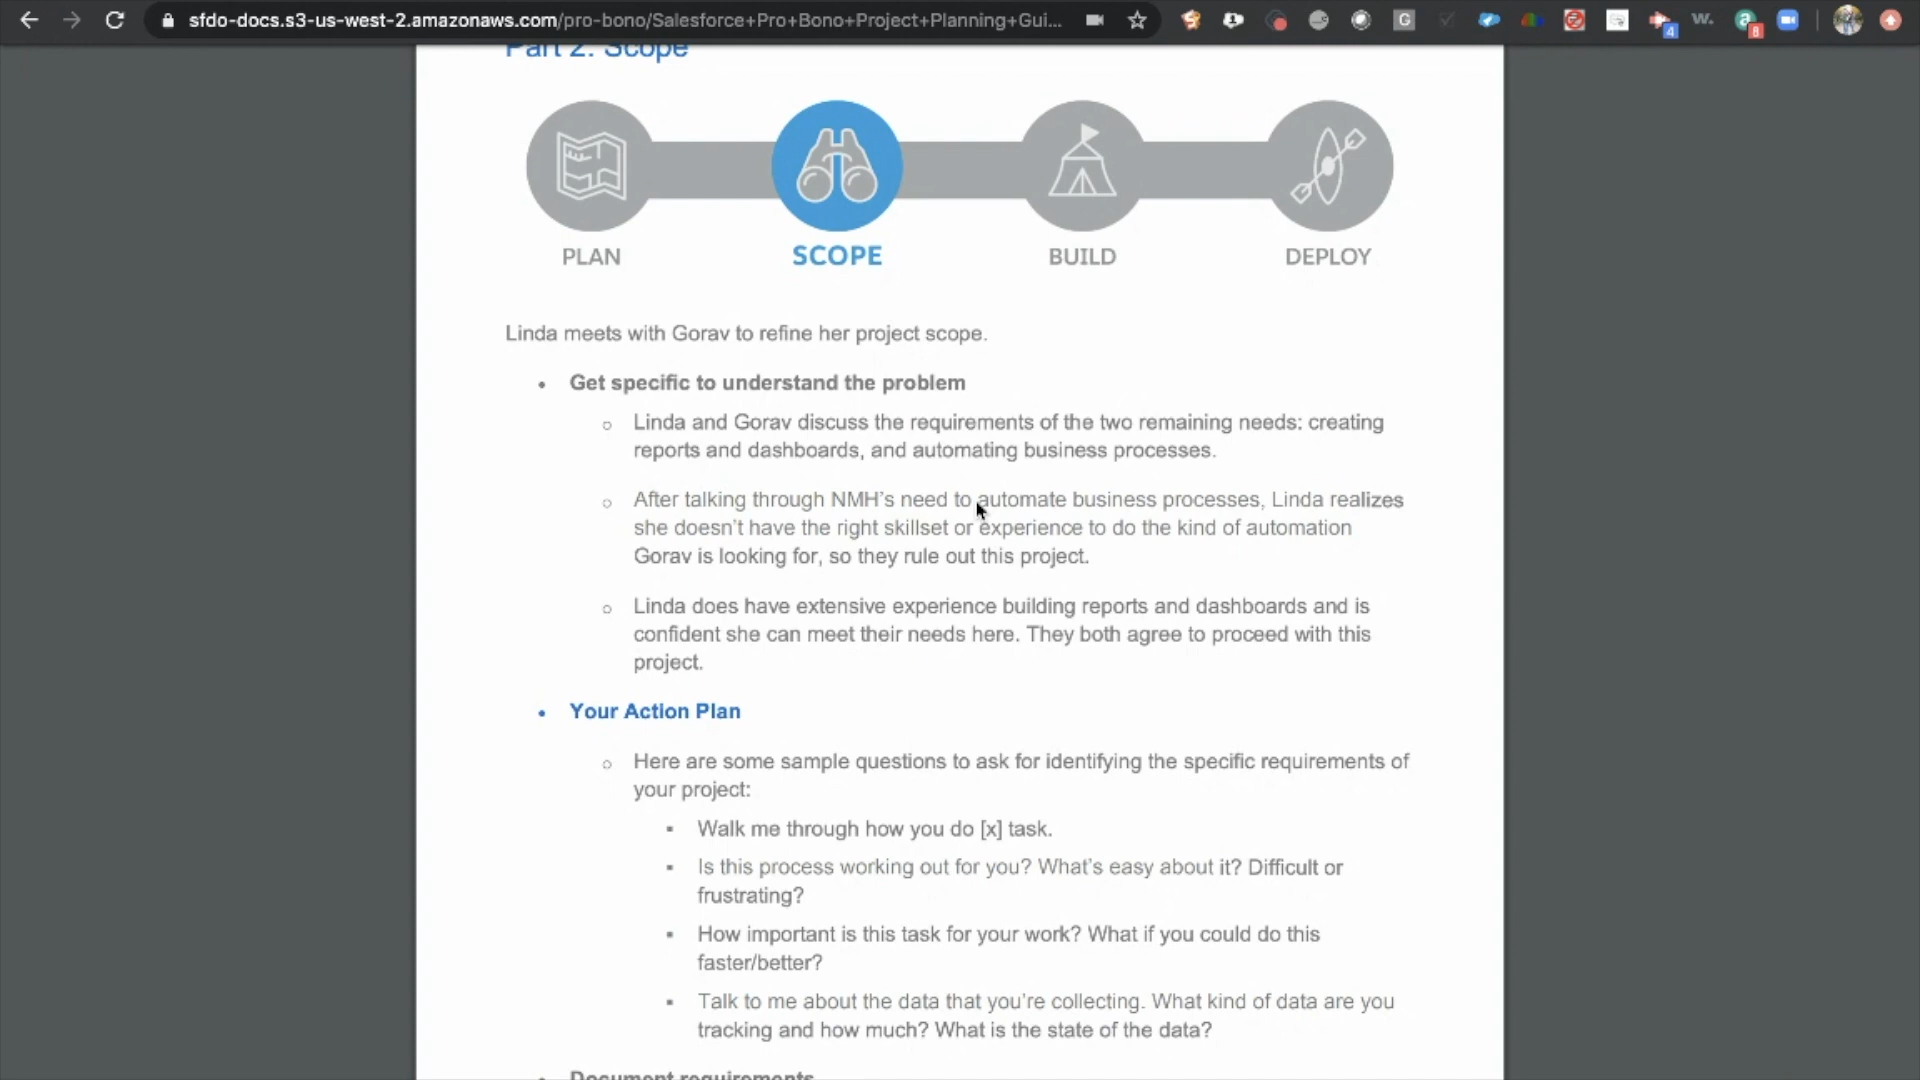 sfdo-docs.s3-us-west-2.amazonaws.com/pro-bono/Salesforce+Pro+Bono+Project+Planning+Gui...
G
4
w.
a
8
Part 2: Scope
PLAN
SCOPE
BUILD
DEPLOY
Linda meets with Gorav to refine her project scope.
• Get specific to understand the problem
○ Linda and Gorav discuss the requirements of the two remaining needs: creating
reports and dashboards, and automating business processes.
○ After talking through NMH's need to automate business processes, Linda realizes
she doesn't have the right skillset or experience to do the kind of automation
Gorav is looking for, so they rule out this project.
○ Linda does have extensive experience building reports and dashboards and is
confident she can meet their needs here. They both agree to proceed with this
project.
• Your Action Plan
○ Here are some sample questions to ask for identifying the specific requirements of
your project:
▪ Walk me through how you do [x] task.
▪ Is this process working out for you? What's easy about it? Difficult or
frustrating?
▪ How important is this task for your work? What if you could do this
faster/better?
▪ Talk to me about the data that you're collecting. What kind of data are you
tracking and how much? What is the state of the data?
• Document requirements